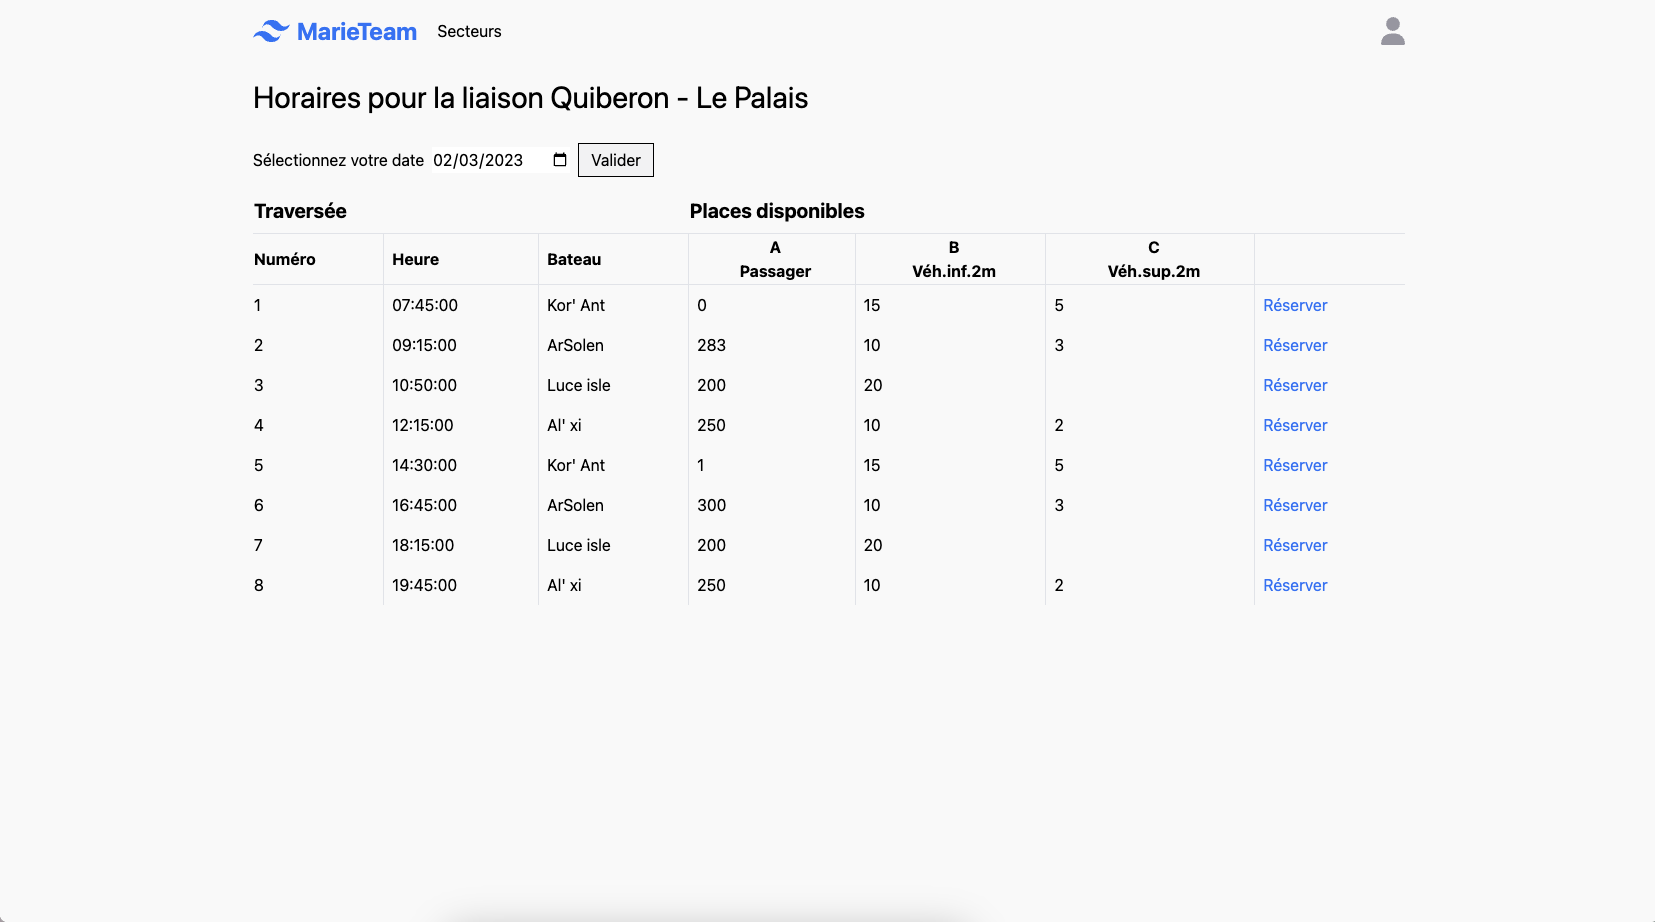 MarieTeam Secteurs
Horaires pour la liaison Quiberon - Le Palais
Sélectionnez votre date 02/03/2023 Valider
Traversée Places disponibles
Numéro Heure Bateau A Passager B Véh.inf.2m C Véh.sup.2m
1 07:45:00 Kor' Ant 0 15 5 Réserver
2 09:15:00 ArSolen 283 10 3 Réserver
3 10:50:00 Luce isle 200 20 Réserver
4 12:15:00 Al' xi 250 10 2 Réserver
5 14:30:00 Kor' Ant 1 15 5 Réserver
6 16:45:00 ArSolen 300 10 3 Réserver
7 18:15:00 Luce isle 200 20 Réserver
8 19:45:00 Al' xi 250 10 2 Réserver